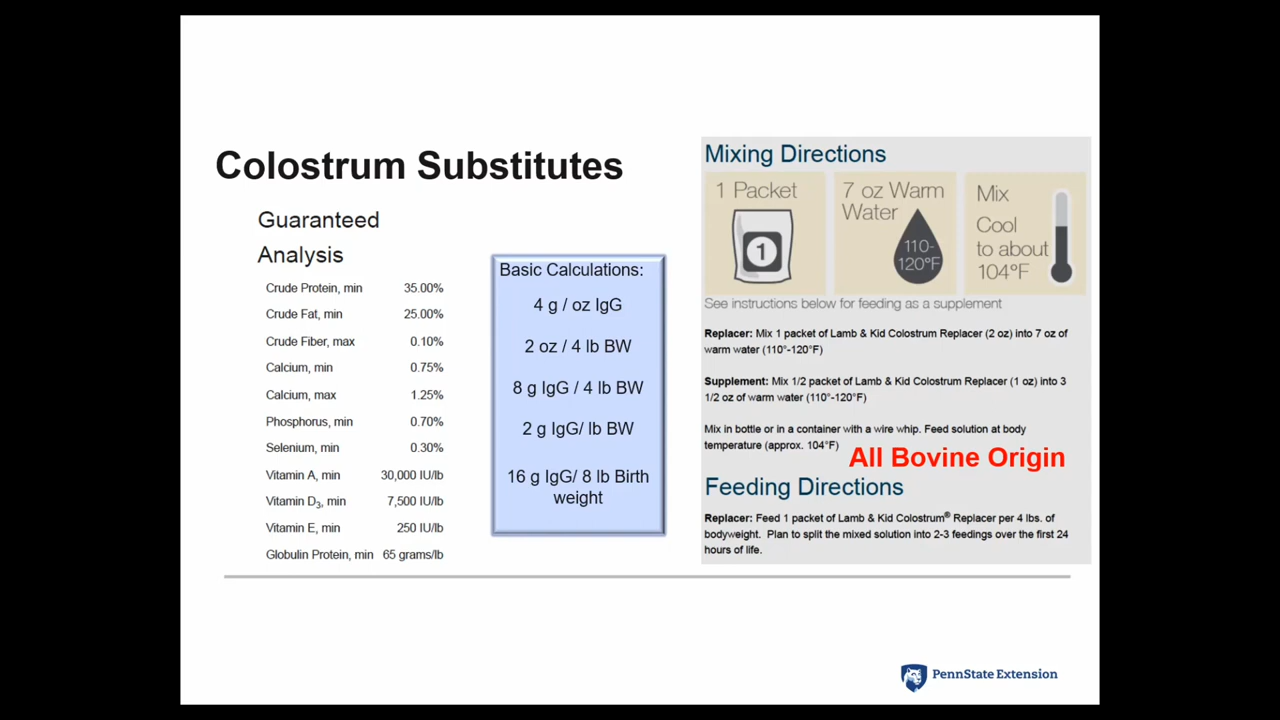 Colostrum Substitutes
Guaranteed
Analysis
Crude Protein, min 35.00%
Crude Fat, min 25.00%
Crude Fiber, max 0.10%
Calcium, min 0.75%
Calcium, max 1.25%
Phosphorus, min 0.70%
Selenium, min 0.30%
Vitamin A, min 30,000 IU/lb
Vitamin D3, min 7,500 IU/lb
Vitamin E, min 250 IU/lb
Globulin Protein, min 65 grams/lb
Basic Calculations:
4 g / oz IgG
2 oz / 4 lb BW
8 g IgG / 4 lb BW
2 g IgG/ lb BW
16 g IgG/ 8 lb Birth
weight
Mixing Directions
1 Packet
1
7 oz Warm
Water
110-
120°F
Mix
Cool
to about
104°F
See instructions below for feeding as a supplement
Replacer: Mix 1 packet of Lamb & Kid Colostrum Replacer (2 oz) into 7 oz of
warm water (110°-120°F)
Supplement: Mix 1/2 packet of Lamb & Kid Colostrum Replacer (1 oz) into 3
1/2 oz of warm water (110°-120°F)
Mix in bottle or in a container with a wire whip. Feed solution at body
temperature (approx. 104°F)
All Bovine Origin
Feeding Directions
Replacer: Feed 1 packet of Lamb & Kid Colostrum® Replacer per 4 lbs. of
bodyweight. Plan to split the mixed solution into 2-3 feedings over the first 24
hours of life.
PennState Extension